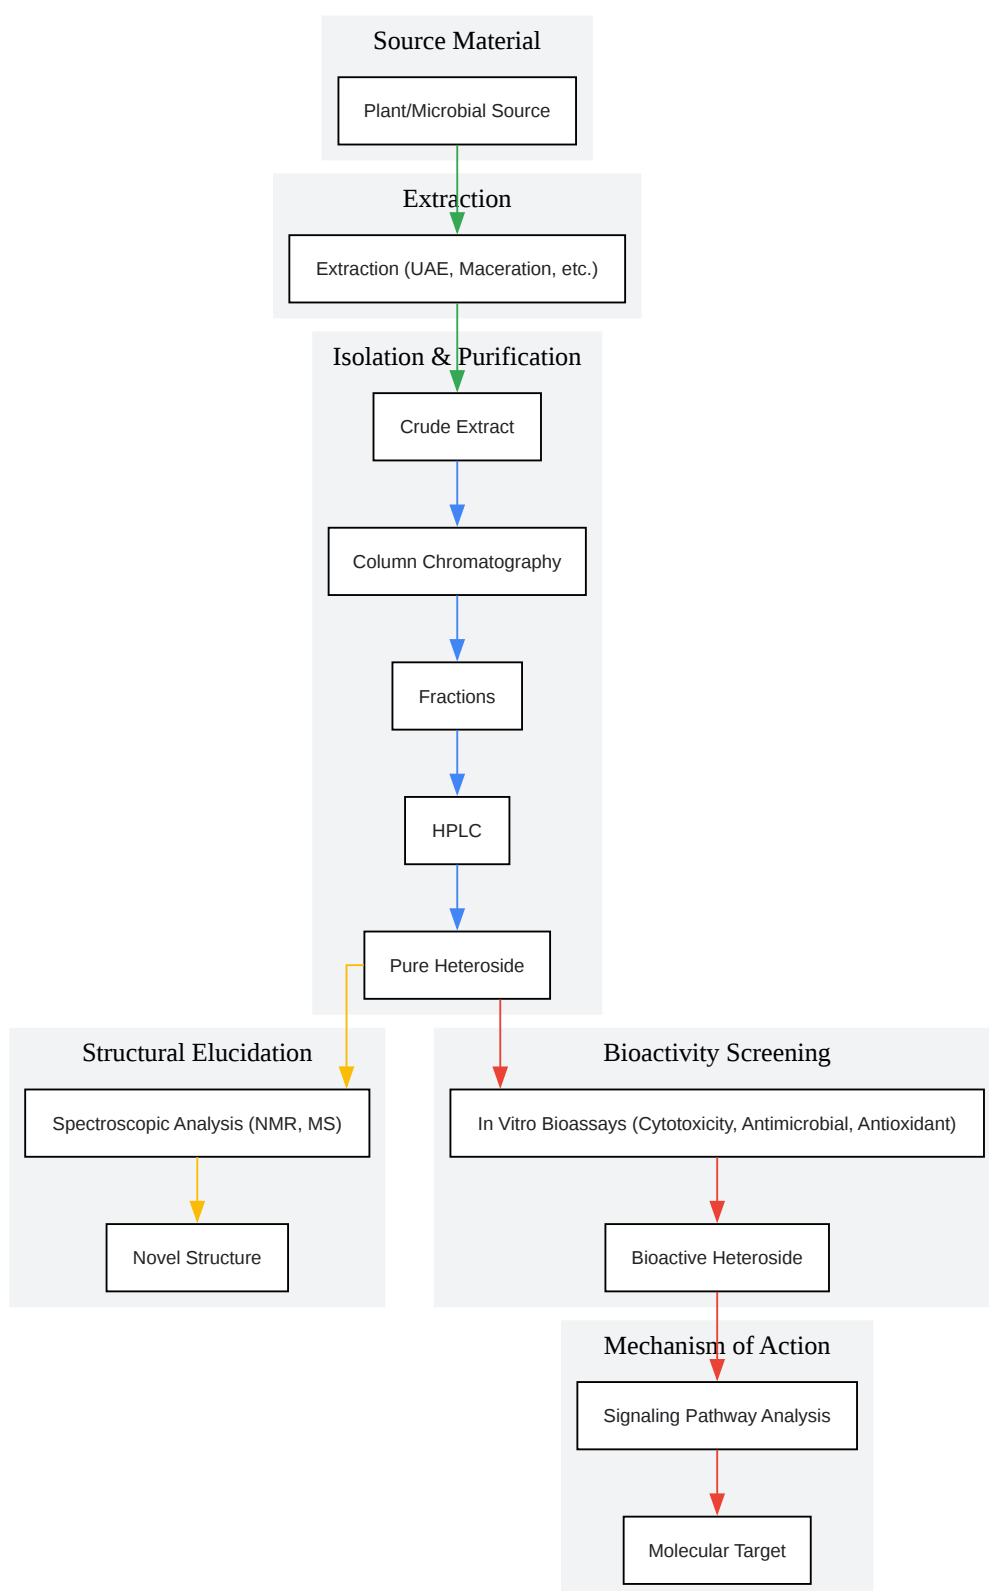 Source Material
Plant/Microbial Source
Extraction
Extraction (UAE, Maceration, etc.)
Isolation & Purification
Crude Extract
Column Chromatography
Fractions
HPLC
Pure Heteroside
Structural Elucidation
Spectroscopic Analysis (NMR, MS)
Novel Structure
Bioactivity Screening
In Vitro Bioassays (Cytotoxicity, Antimicrobial, Antioxidant)
Bioactive Heteroside
Mechanism of Action
Signaling Pathway Analysis
Molecular Target